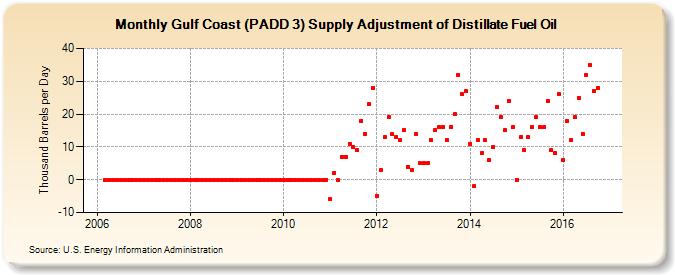 Monthly Gulf Coast (PADD 3) Supply Adjustment of Distillate Fuel Oil
Thousand Barrels per Day
40
30
20
10
0
-10
2006 2008 2010 2012 2014 2016
Source: U.S. Energy Information Administration